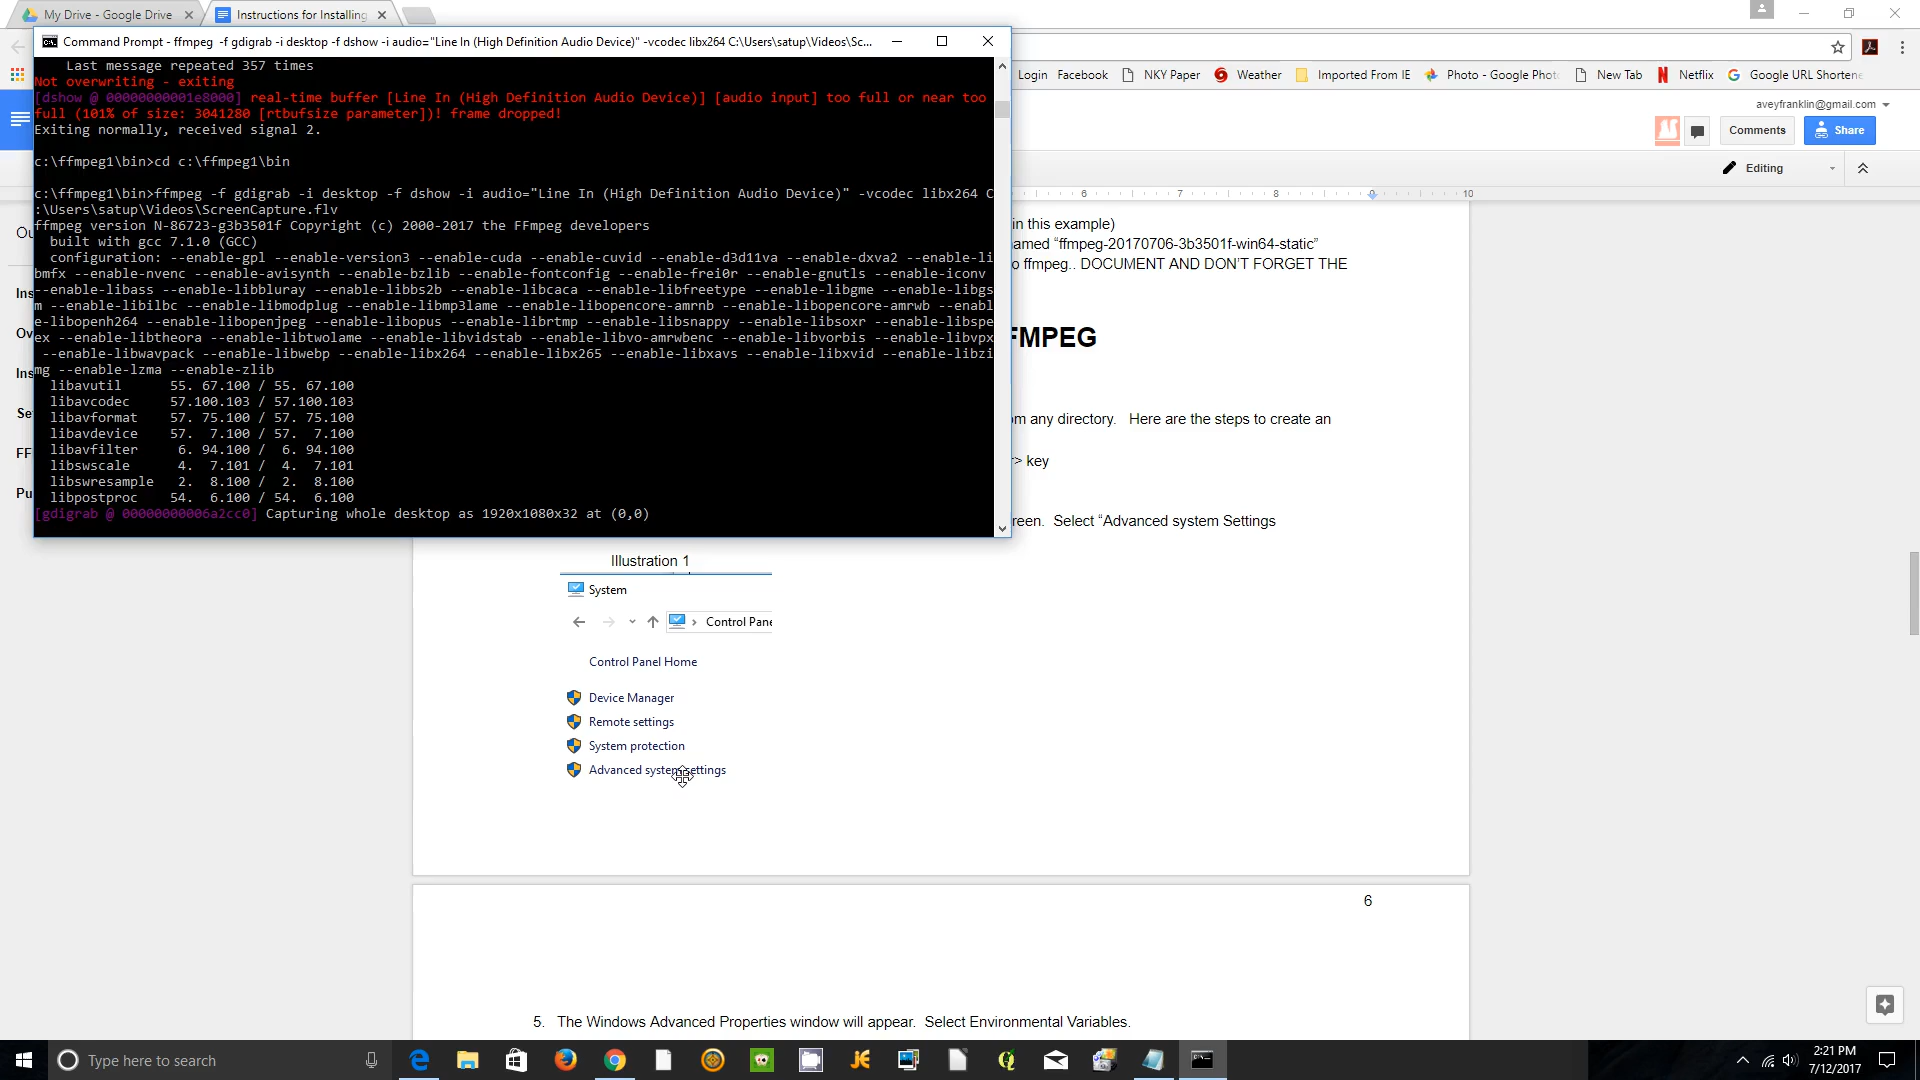 My Drive - Google Drive
Instructions for Installing
Command Prompt - ffmpeg -f gdigrab -i desktop -f dshow -i audio="Line In (High Definition Audio Device)" -vcodec libx264 C:\Users\satup\Videos\Sc...
Login Facebook NKY Paper Weather Imported From IE Photo - Google Phot New Tab Netflix Google URL Shortene
aveyfranklin@gmail.com
Comments Share
Editing
6 7 8 9 10
Last message repeated 357 times
Not overwriting - exiting
[dshow @ 00000000001e8000] real-time buffer [Line In (High Definition Audio Device)] [audio input] too full or near too
full (101% of size: 3041280 [rtbufsize parameter])! frame dropped!
Exiting normally, received signal 2.
c:\ffmpeg1\bin>cd c:\ffmpeg1\bin
c:\ffmpeg1\bin>ffmpeg -f gdigrab -i desktop -f dshow -i audio="Line In (High Definition Audio Device)" -vcodec libx264 C
:\Users\satup\Videos\ScreenCapture.flv
ffmpeg version N-86723-g3b3501f Copyright (c) 2000-2017 the FFmpeg developers
built with gcc 7.1.0 (GCC)
configuration: --enable-gpl --enable-version3 --enable-cuda --enable-cuvid --enable-d3d11va --enable-dxva2 --enable-li
bmfx --enable-nvenc --enable-avisynth --enable-bzlib --enable-fontconfig --enable-frei0r --enable-gnutls --enable-iconv
--enable-libass --enable-libbluray --enable-libbs2b --enable-libcaca --enable-libfreetype --enable-libgme --enable-libgs
m --enable-libilbc --enable-libmodplug --enable-libmp3lame --enable-libopencore-amrnb --enable-libopencore-amrwb --enabl
e-libopenh264 --enable-libopenjpeg --enable-libopus --enable-librtmp --enable-libsnappy --enable-libsoxr --enable-libspe
ex --enable-libtheora --enable-libtwolame --enable-libvidstab --enable-libvo-amrwbenc --enable-libvorbis --enable-libvpx
--enable-libwavpack --enable-libwebp --enable-libx264 --enable-libx265 --enable-libxavs --enable-libxvid --enable-libzi
mg --enable-lzma --enable-zlib
libavutil 55. 67.100 / 55. 67.100
libavcodec 57.100.103 / 57.100.103
libavformat 57. 75.100 / 57. 75.100
libavdevice 57. 7.100 / 57. 7.100
libavfilter 6. 94.100 / 6. 94.100
libswscale 4. 7.101 / 4. 7.101
libswresample 2. 8.100 / 2. 8.100
libpostproc 54. 6.100 / 54. 6.100
[gdigrab @ 00000000006a2cc0] Capturing whole desktop as 1920x1080x32 at (0,0)
Ou
Ins
Ov
Ins
Se
FF
Pu
in this example)
amed “ffmpeg-20170706-3b3501f-win64-static”
o ffmpeg.. DOCUMENT AND DON'T FORGET THE
FMPEG
om any directory. Here are the steps to create an
r> key
reen. Select “Advanced system Settings
Illustration 1
System
Control Pane
Control Panel Home
Device Manager
Remote settings
System protection
Advanced system settings
6
5. The Windows Advanced Properties window will appear. Select Environmental Variables.
Type here to search
2:21 PM
7/12/2017